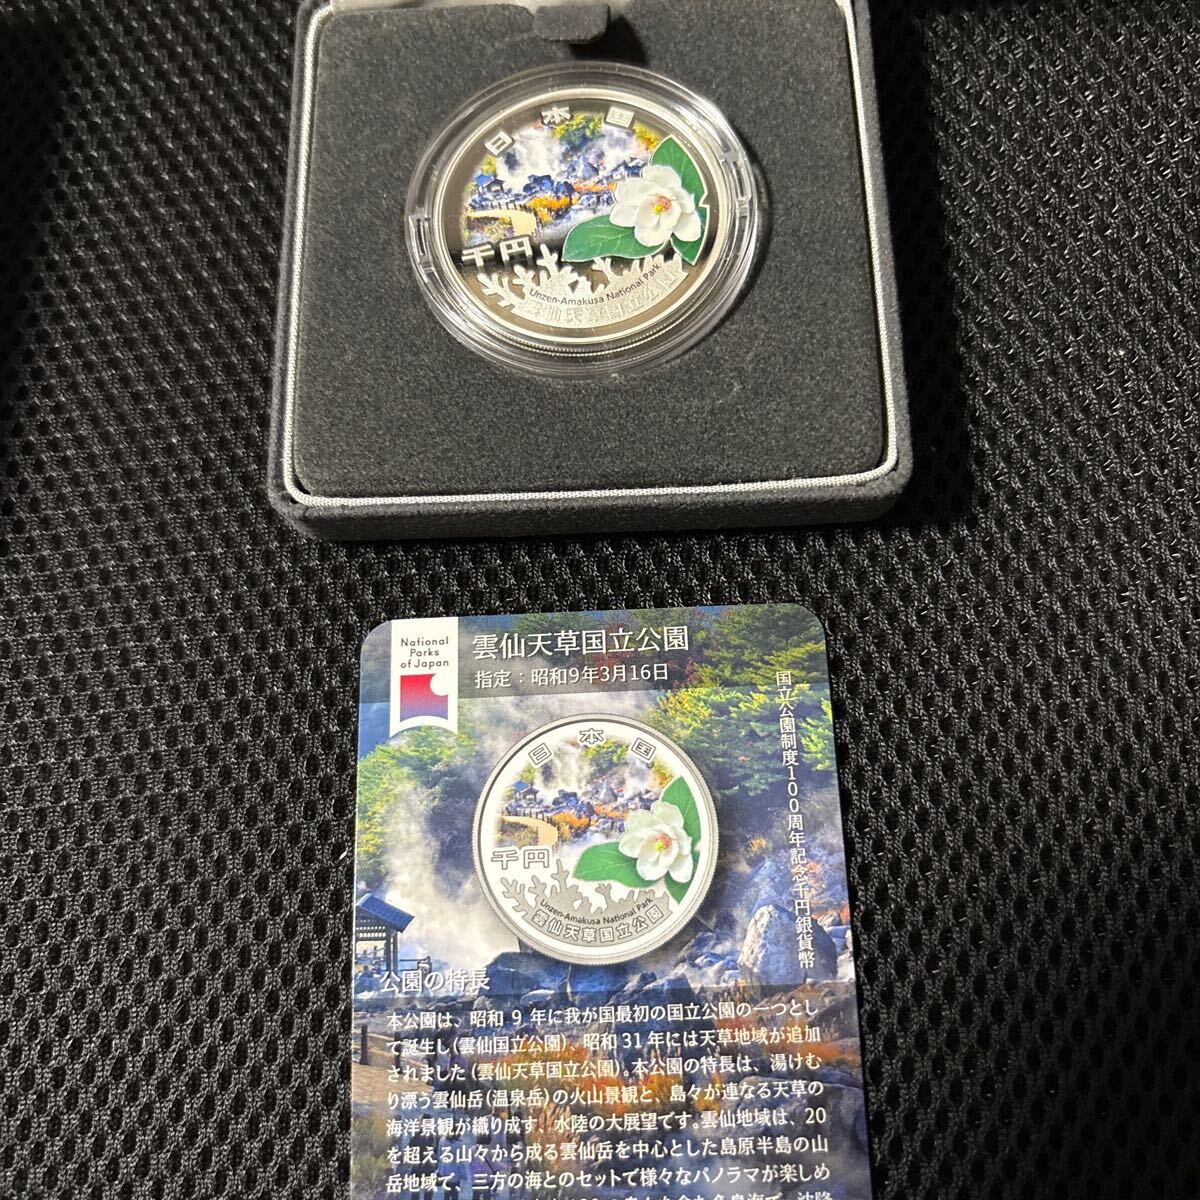 日本国
千円
Unzen-Amakusa National Park
雲仙天草国立公園
National
Parks
of Japan
雲仙天草国立公園
指定：昭和9年3月16日
国立公園制度100周年記念千円銀貨幣
日本国
千円
Unzen-Amakusa National Park
雲仙天草国立公園
公園の特長
本公園は、昭和9年に我が国最初の国立公園の一つとし
て誕生し(雲仙国立公園)、昭和31年には天草地域が追加
されました(雲仙天草国立公園)。本公園の特長は、湯けむ
り漂う雲仙岳(温泉岳)の火山景観と、島々が連なる天草の
海洋景観が織り成す、水陸の大展望です。雲仙地域は、20
を超える山々から成る雲仙岳を中心とした島原半島の山
岳地域で、三方の海とのセットで様々なパノラマが楽しめ